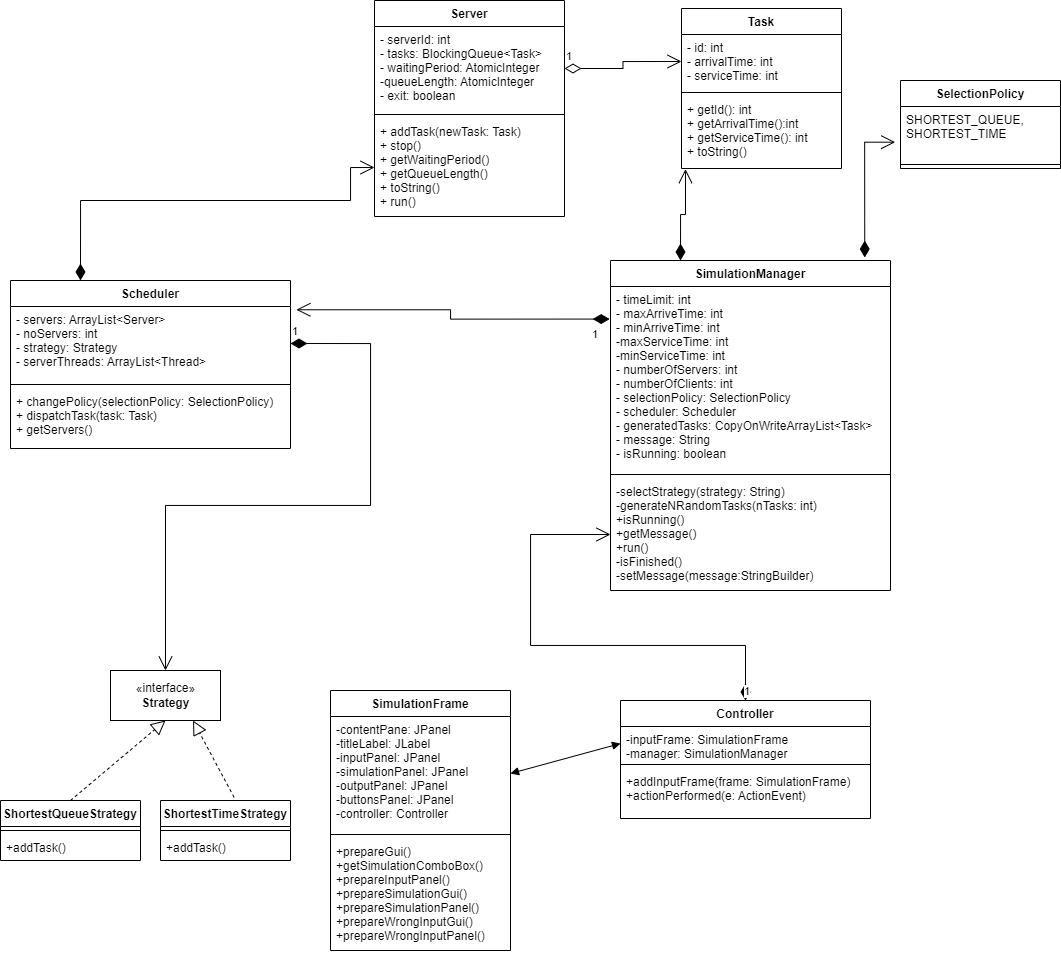 Server
- serverId: int
- tasks: BlockingQueue<Task>
- waitingPeriod: AtomicInteger
-queueLength: AtomicInteger
- exit: boolean
+ addTask(newTask: Task)
+ stop()
+ getWaitingPeriod()
+ getQueueLength()
+ toString()
+ run()
1
Task
- id: int
- arrivalTime: int
- serviceTime: int
+ getId(): int
+ getArrivalTime():int
+ getServiceTime(): int
+ toString()
SelectionPolicy
SHORTEST_QUEUE,
SHORTEST_TIME
Scheduler
- servers: ArrayList<Server>
- noServers: int
- strategy: Strategy
- serverThreads: ArrayList<Thread>
+ changePolicy(selectionPolicy: SelectionPolicy)
+ dispatchTask(task: Task)
+ getServers()
1
1
SimulationManager
- timeLimit: int
- maxArriveTime: int
- minArriveTime: int
-maxServiceTime: int
-minServiceTime: int
- numberOfServers: int
- numberOfClients: int
- selectionPolicy: SelectionPolicy
- scheduler: Scheduler
- generatedTasks: CopyOnWriteArrayList<Task>
- message: String
- isRunning: boolean
-selectStrategy(strategy: String)
-generateNRandomTasks(nTasks: int)
+isRunning()
+getMessage()
+run()
-isFinished()
-setMessage(message:StringBuilder)
«interface»
Strategy
ShortestQueueStrategy
+addTask()
ShortestTimeStrategy
+addTask()
SimulationFrame
-contentPane: JPanel
-titleLabel: JLabel
-inputPanel: JPanel
-simulationPanel: JPanel
-outputPanel: JPanel
-buttonsPanel: JPanel
-controller: Controller
+prepareGui()
+getSimulationComboBox()
+prepareInputPanel()
+prepareSimulationGui()
+prepareSimulationPanel()
+prepareWrongInputGui()
+prepareWrongInputPanel()
1
Controller
-inputFrame: SimulationFrame
-manager: SimulationManager
+addInputFrame(frame: SimulationFrame)
+actionPerformed(e: ActionEvent)